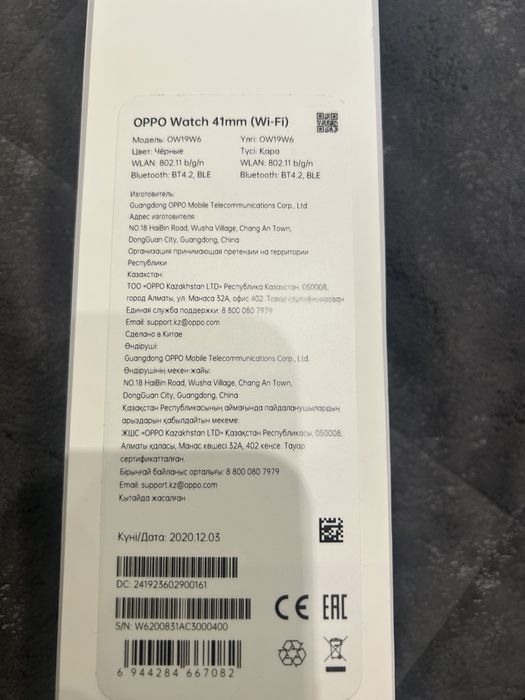 OPPO Watch 41mm (Wi-Fi)
Модель: OW19W6 Үлгі: OW19W6
Цвет: Чёрные Түсі: Қара
WLAN: 802.11 b/g/n WLAN: 802.11 b/g/n
Bluetooth: BT4.2, BLE Bluetooth: BT4.2, BLE
Изготовитель:
Guangdong OPPO Mobile Telecommunications Corp., Ltd.
Адрес изготовителя:
NO.18 HaiBin Road, Wusha Village, Chang An Town,
DongGuan City, Guangdong, China
Организация принимающая претензии на территории
Республики
Казахстан:
ТОО «OPPO Kazakhstan LTD» Республика Казахстан, 050008,
город Алматы, ул. Манаса 32А, офис 402. Товар сертифицирован
Единая служба поддержки: 8 800 080 7979
Email: support.kz@oppo.com
Сделано в Китае
Өндіруші:
Guangdong OPPO Mobile Telecommunications Corp., Ltd.
Өндірушінің мекен-жайы:
NO.18 HaiBin Road, Wusha Village, Chang An Town,
DongGuan City, Guangdong, China
Қазақстан Республикасының аймағында пайдаланушылардың
арыздарын қабылдайтын мекеме:
ЖШС «OPPO Kazakhstan LTD» Қазақстан Республикасы, 050008,
Алматы қаласы, Манас көшесі 32А, 402 кеңсе. Тауар
сертификатталған.
Бірыңғай байланыс орталығы: 8 800 080 7979
Email: support.kz@oppo.com
Қытайда жасалған
Күні/Дата: 2020.12.03
DC: 241923602900161
S/N: W6200831AC3000400
CE EAC
6 944284 667082